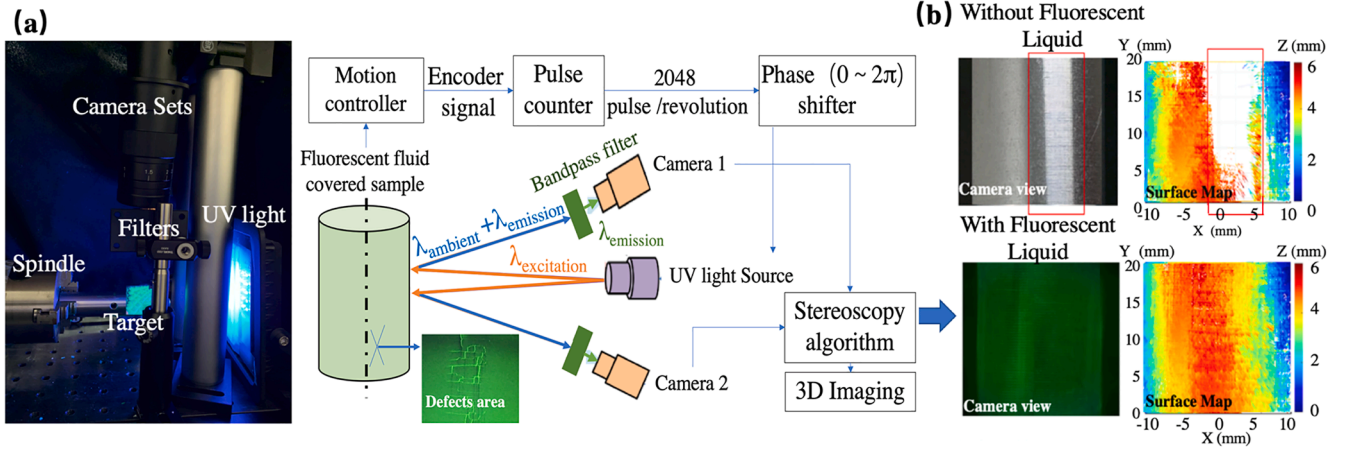 (a)
Camera Sets
UV light
Filters
Spindle
Target
Motion
controller
Encoder
signal
Pulse
counter
2048
pulse /revolution
Phase (0 ~ 2π)
shifter
Fluorescent fluid
covered sample
Bandpass filter
Camera 1
λambient +λemission
λemission
λexcitation
UV light Source
Stereoscopy
algorithm
3D Imaging
Camera 2
Defects area
(b)
Without Fluorescent
Liquid
Camera view
Y (mm)
Z (mm)
20
15
10
5
0
6
4
2
0
Surface Map
-10 -5 0 5 10
X (mm)
With Fluorescent
Liquid
Camera view
Y (mm)
Z (mm)
20
15
10
5
0
6
4
2
0
Surface Map
-10 -5 0 5 10
X (mm)